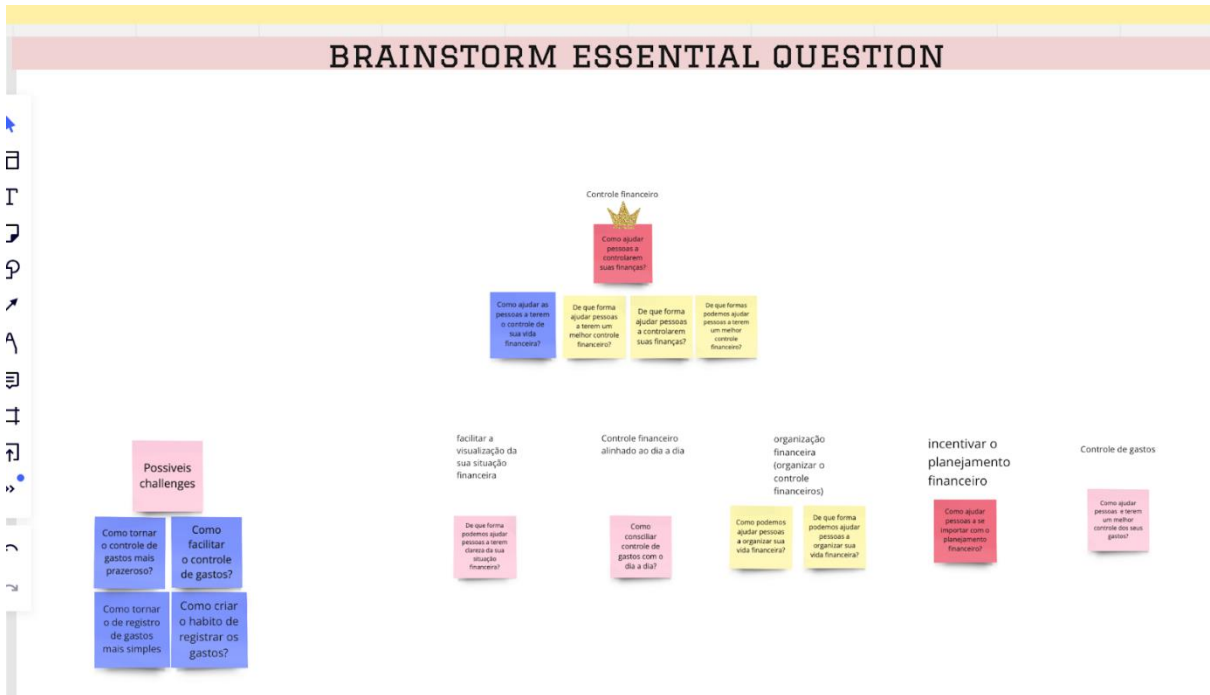 BRAINSTORM ESSENTIAL QUESTION
Controle financeiro
Como ajudar
pessoas a
controlarem
suas finanças?
Como ajudar as
pessoas a terem
o controle de
sua vida
financeira?
De que forma
ajudar pessoas
a terem um
melhor controle
financeiro?
De que forma
ajudar pessoas
a controlarem
suas finanças?
De que formas
podemos ajudar
pessoas a terem
um melhor
controle
financeiro?
Possiveis
challenges
Como tornar
o controle de
gastos mais
prazeroso?
Como
facilitar
o controle
de gastos?
Como tornar
o de registro
de gastos
mais simples
Como criar
o habito de
registrar os
gastos?
facilitar a
visualização da
sua situação
financeira
De que forma
podemos ajudar
pessoas a terem
clareza da sua
situação
financeira?
Controle financeiro
alinhado ao dia a dia
Como
consciliar
controle de
gastos com o
dia a dia?
organização
financeira
(organizar o
controle
financeiros)
Como podemos
ajudar pessoas
a organizar sua
vida financeira?
De que forma
podemos ajudar
pessoas a
organizar sua
vida financeira?
incentivar o
planejamento
financeiro
Como ajudar
pessoas a se
importar com o
planejamento
financeiro?
Controle de gastos
Como ajudar
pessoas e terem
um melhor
controle dos seus
gastos?